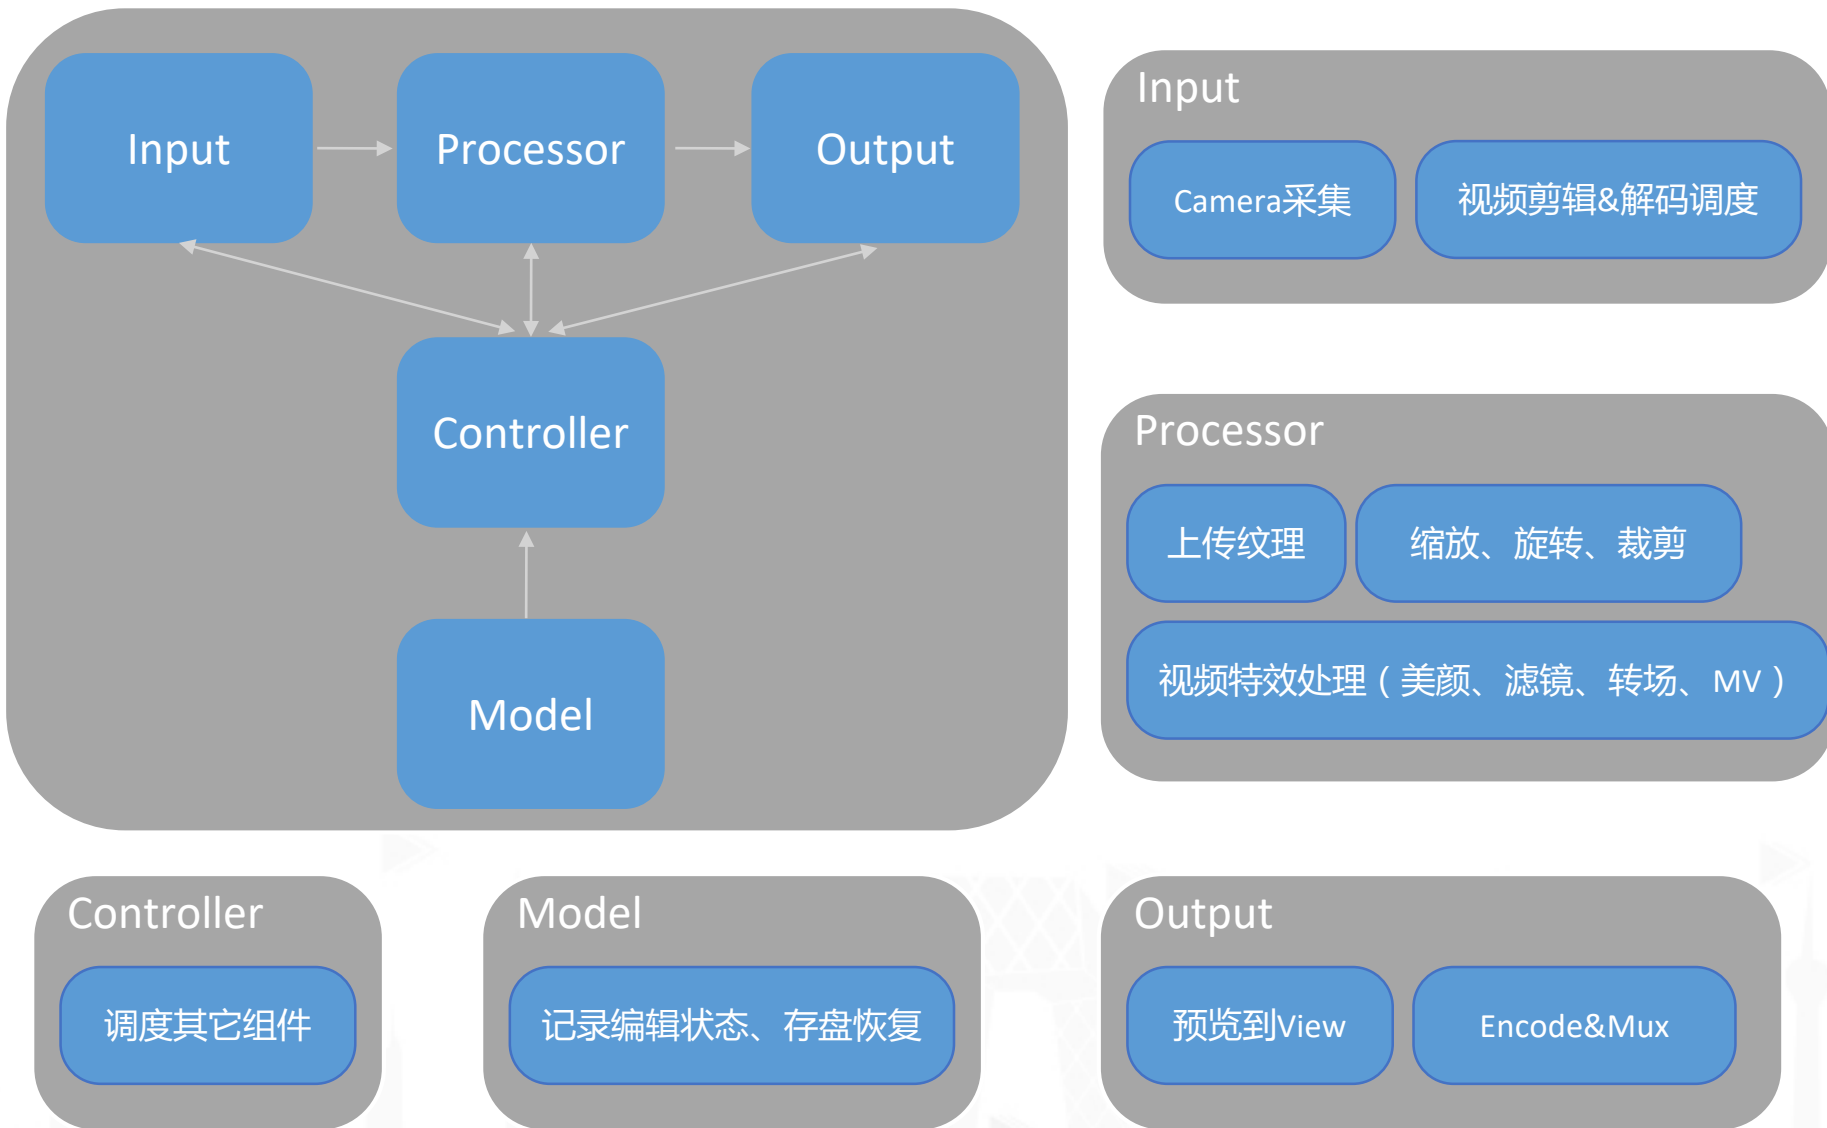 Input
Processor
Output
Controller
Model
Input
Camera采集
视频剪辑&解码调度
Processor
上传纹理
缩放、旋转、裁剪
视频特效处理（美颜、滤镜、转场、MV）
Controller
调度其它组件
Model
记录编辑状态、存盘恢复
Output
预览到View
Encode&Mux